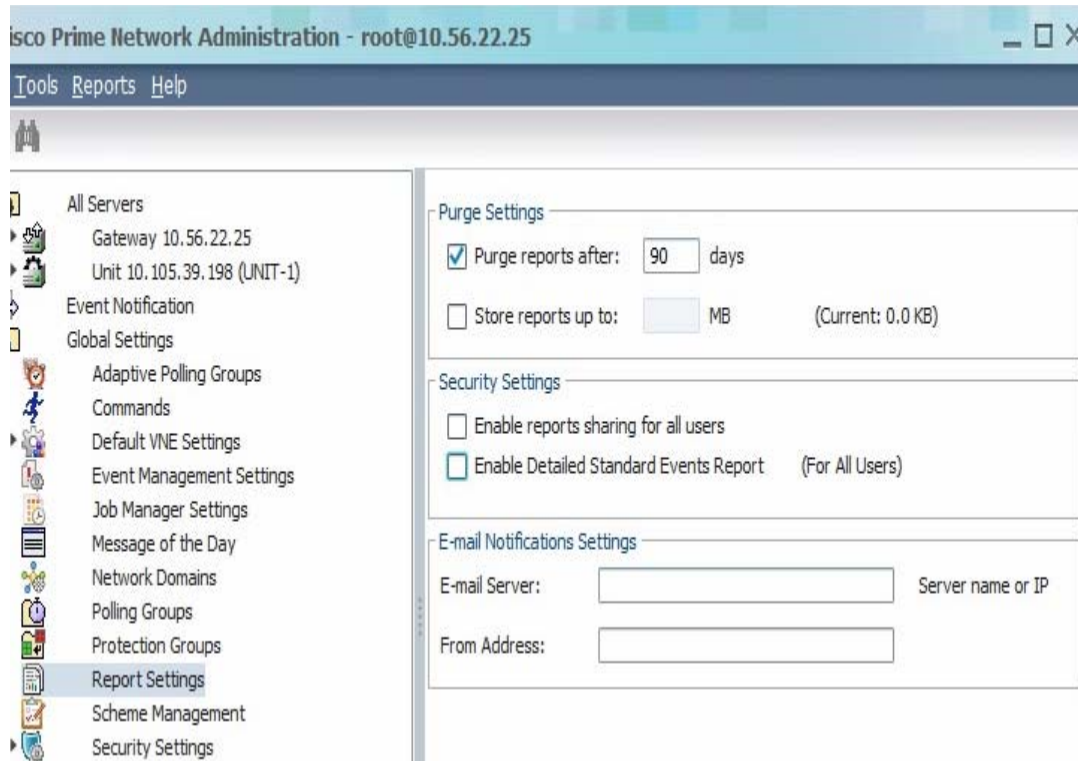 isco Prime Network Administration - root@10.56.22.25
Tools Reports Help
All Servers
Gateway 10.56.22.25
Unit 10.105.39.198 (UNIT-1)
Event Notification
Global Settings
Adaptive Polling Groups
Commands
Default VNE Settings
Event Management Settings
Job Manager Settings
Message of the Day
Network Domains
Polling Groups
Protection Groups
Report Settings
Scheme Management
Security Settings
Purge Settings
Purge reports after: 90 days
Store reports up to: MB (Current: 0.0 KB)
Security Settings
Enable reports sharing for all users
Enable Detailed Standard Events Report (For All Users)
E-mail Notifications Settings
E-mail Server: Server name or IP
From Address: